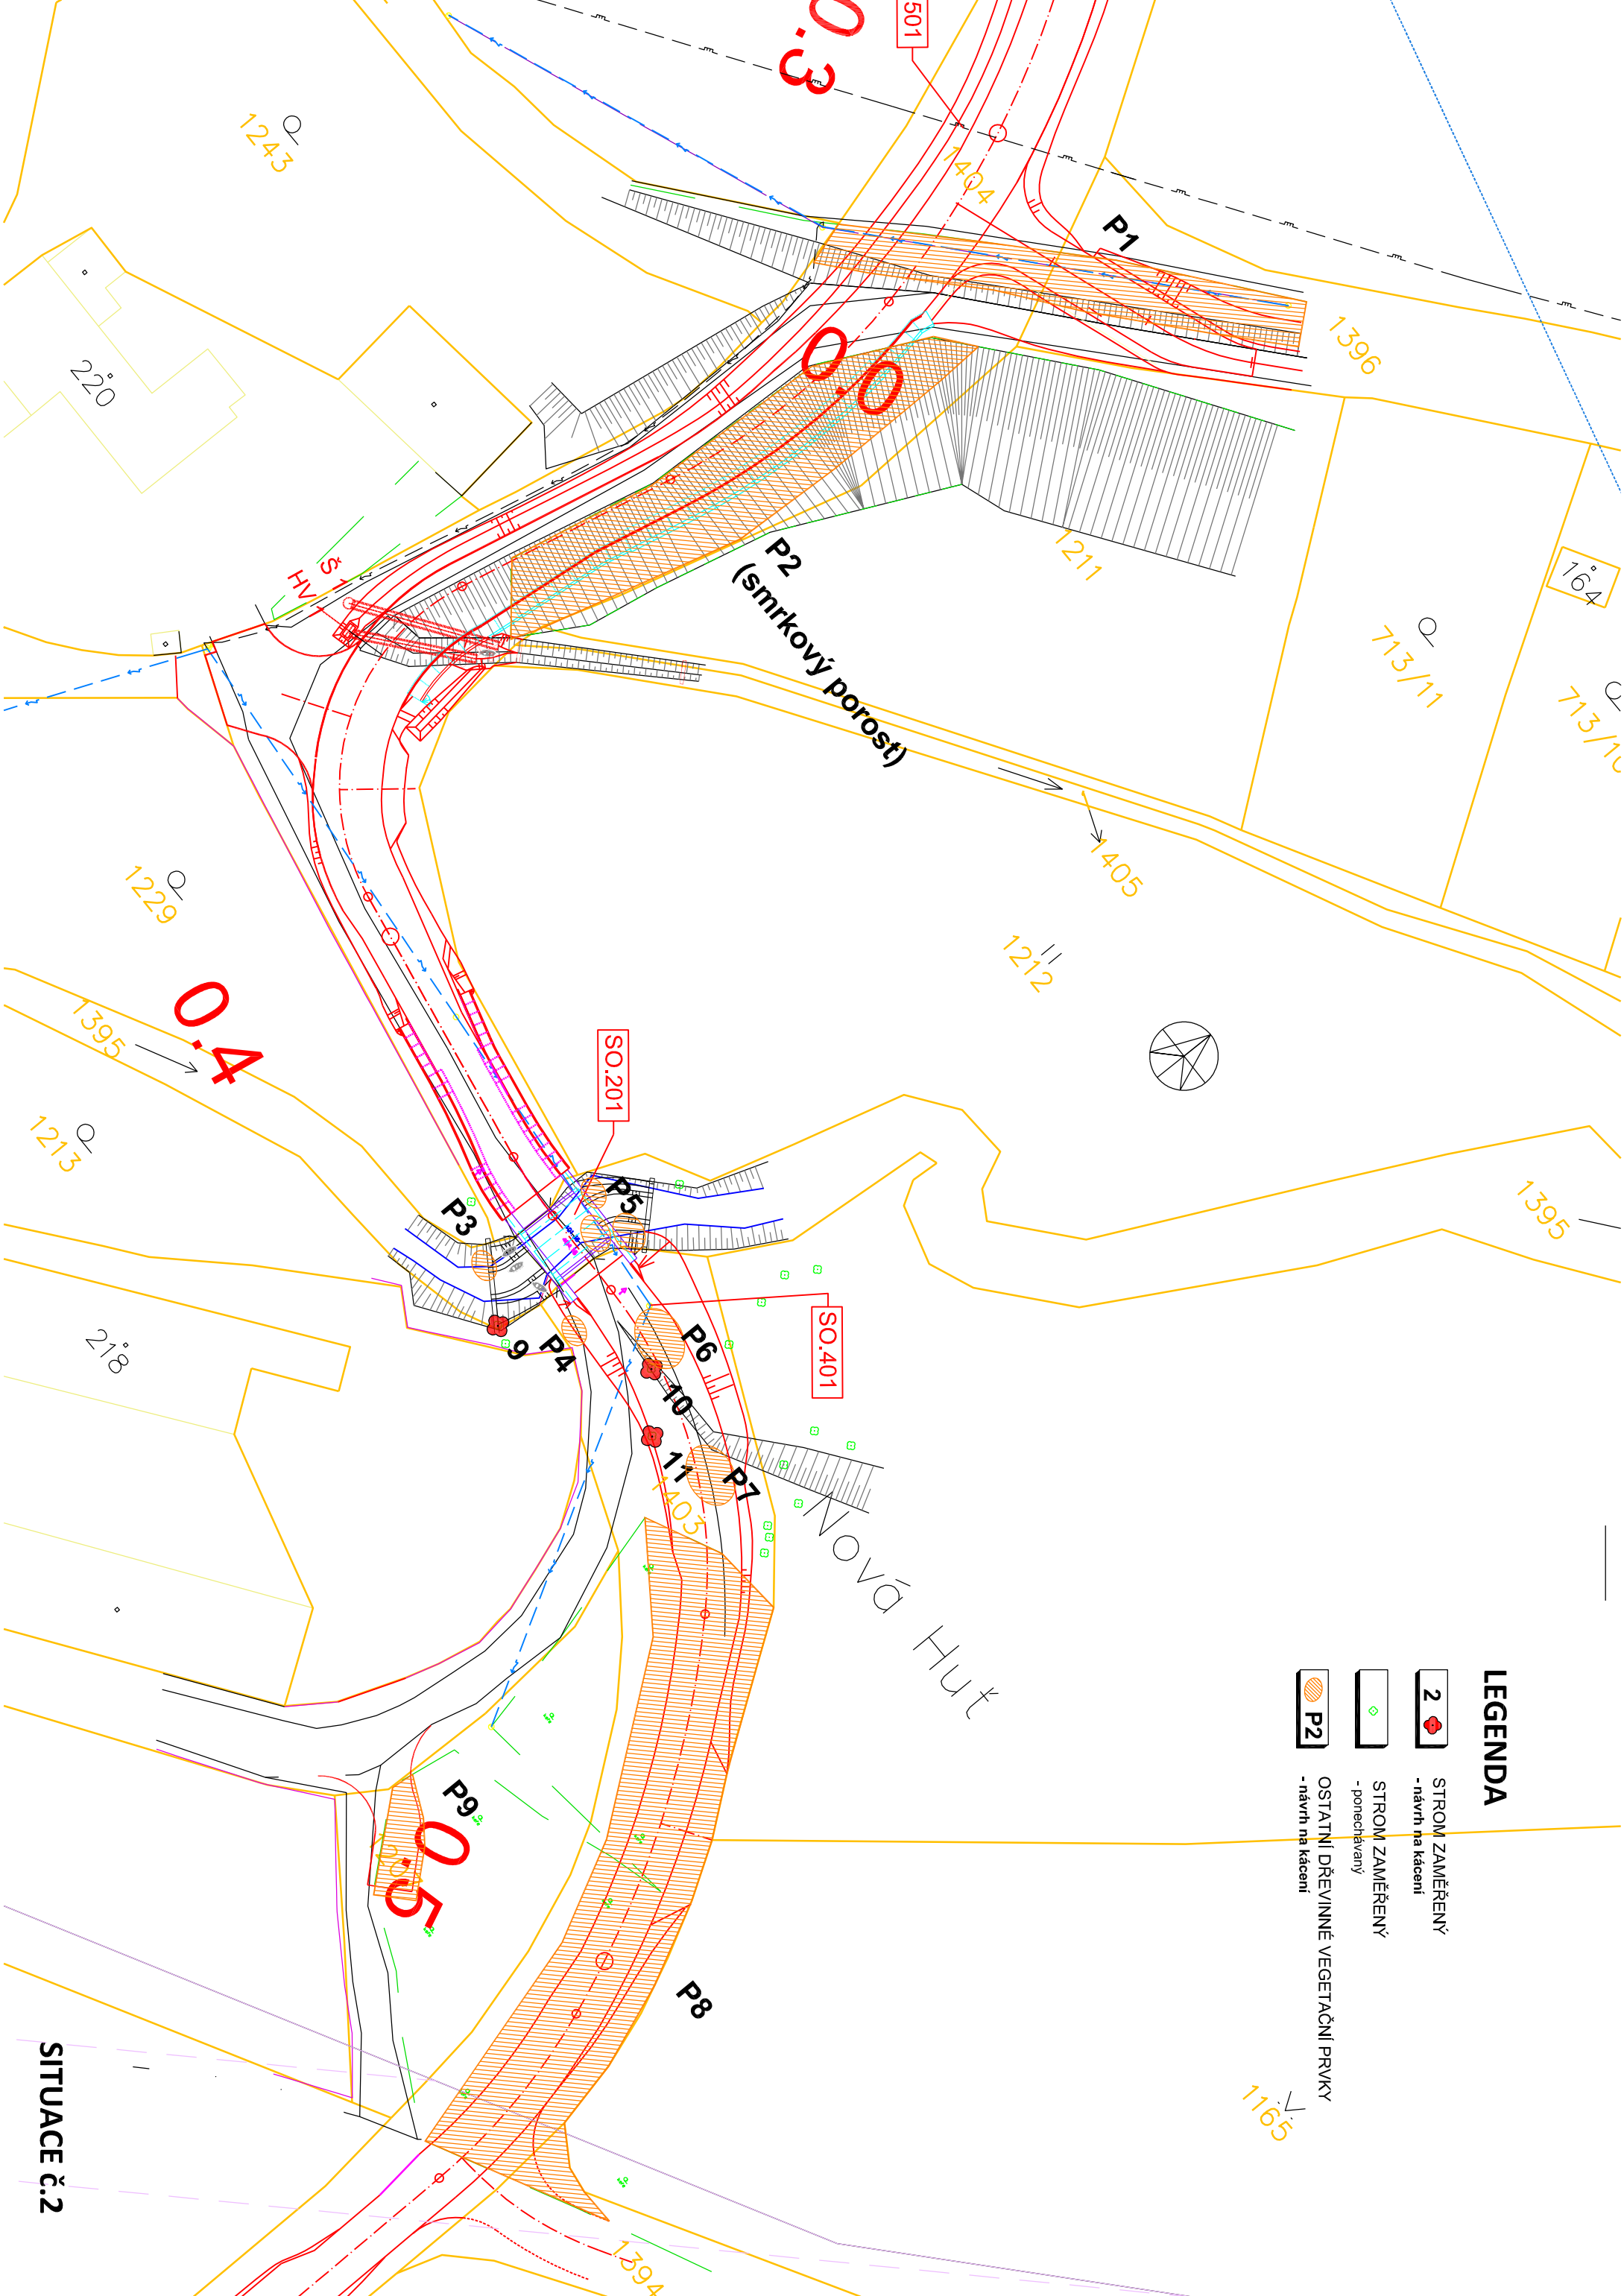 501
0.3
1243
1404
P1
1396
220
0.0
1211
P2
(smrkový porost)
164
713/11
Š
HV
1405
1229
1212
0.4
1395
1213
SO.201
P3
P5
1395
218
9
P4
P6
10
SO.401
11
P7
1403
Nová Huť
P9
0.5
P8
1165
1394
LEGENDA
2
STROM ZAMĚŘENÝ
- návrh na kácení
STROM ZAMĚŘENÝ
- ponechávaný
P2
OSTATNÍ DŘEVINNÉ VEGETAČNÍ PRVKY
- návrh na kácení
SITUACE č.2